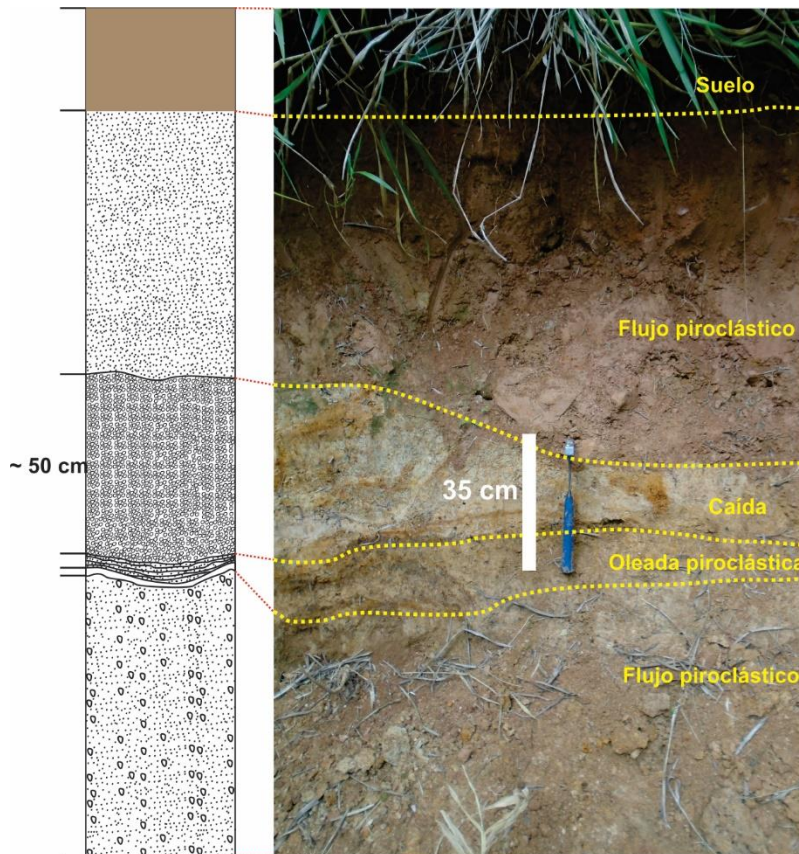 Suelo
Flujo piroclástico
~ 50 cm
35 cm
Caída
Oleada piroclástica
Flujo piroclástico